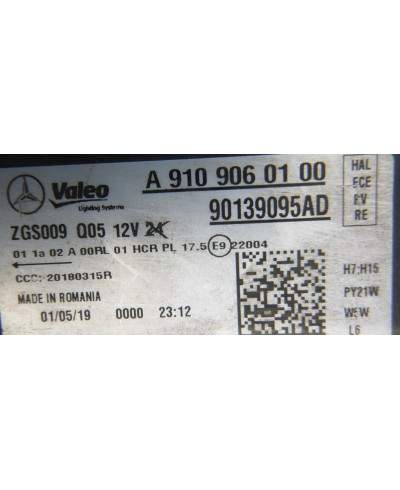 Valeo
Lighting Systems
A 910 906 01 00
90139095AD
HAL
ECE
RV
RE
ZGS009 Q05 12V 24
01 1a 02 A 00RL 01 HCR PL 17.5 E9 22004
CCC: 20180315R
MADE IN ROMANIA
01/05/19 0000 23:12
H7:H15
PY21W
W5W
L6